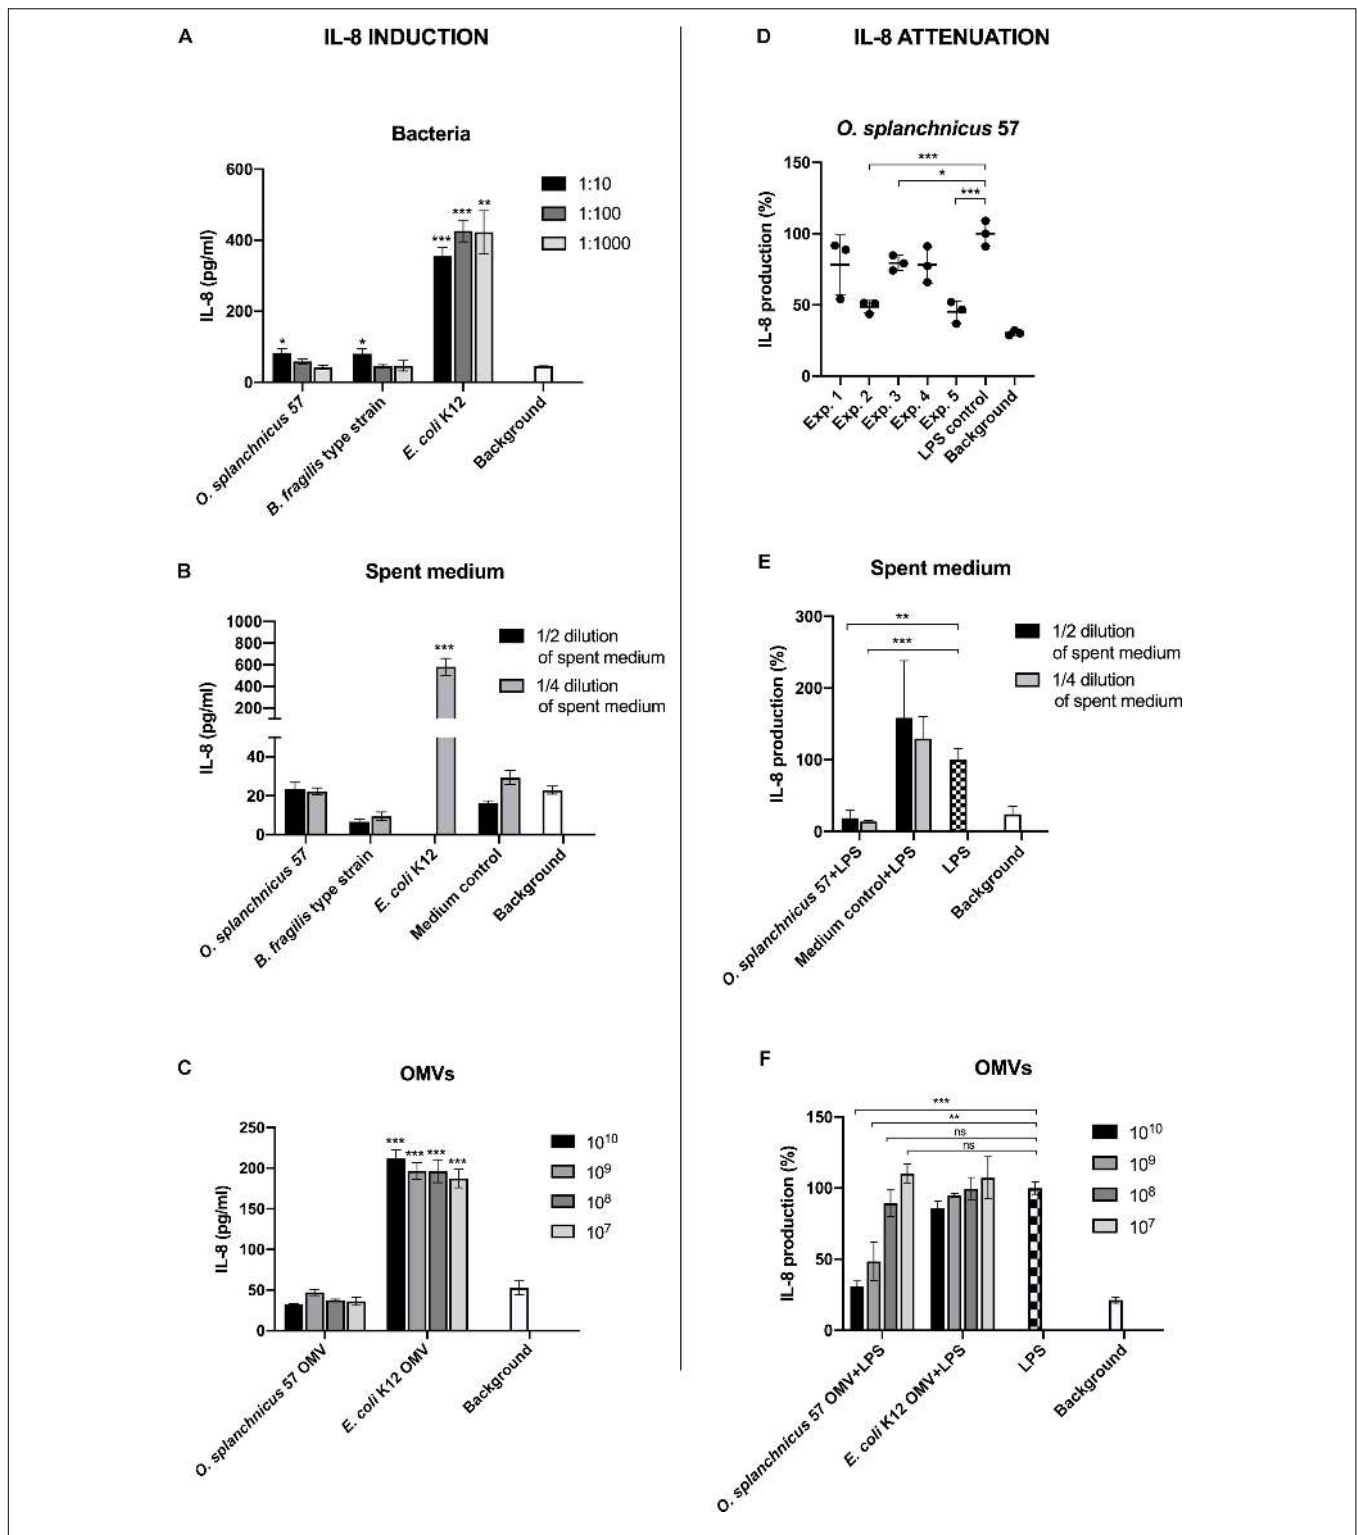 A
IL-8 INDUCTION
Bacteria
IL-8 (pg/ml)
600
400
200
0
*
*
***
***
**
1:10
1:100
1:1000
O. splanchnicus 57
B. fragilis type strain
E. coli K12
Background
B
Spent medium
IL-8 (pg/ml)
1000
800
600
400
200
40
20
0
***
1/2 dilution
of spent medium
1/4 dilution
of spent medium
O. splanchnicus 57
B. fragilis type strain
E. coli K12
Medium control
Background
C
OMVs
IL-8 (pg/ml)
250
200
150
100
50
0
***
***
***
***
10¹⁰
10⁹
10⁸
10⁷
O. splanchnicus 57 OMV
E. coli K12 OMV
Background
D
IL-8 ATTENUATION
O. splanchnicus 57
IL-8 production (%)
150
100
50
0
***
*
***
Exp. 1
Exp. 2
Exp. 3
Exp. 4
Exp. 5
LPS control
Background
E
Spent medium
IL-8 production (%)
300
200
100
0
**
***
1/2 dilution
of spent medium
1/4 dilution
of spent medium
O. splanchnicus 57+LPS
Medium control+LPS
LPS
Background
F
OMVs
IL-8 production (%)
150
100
50
0
***
**
ns
ns
10¹⁰
10⁹
10⁸
10⁷
O. splanchnicus 57 OMV+LPS
E. coli K12 OMV+LPS
LPS
Background